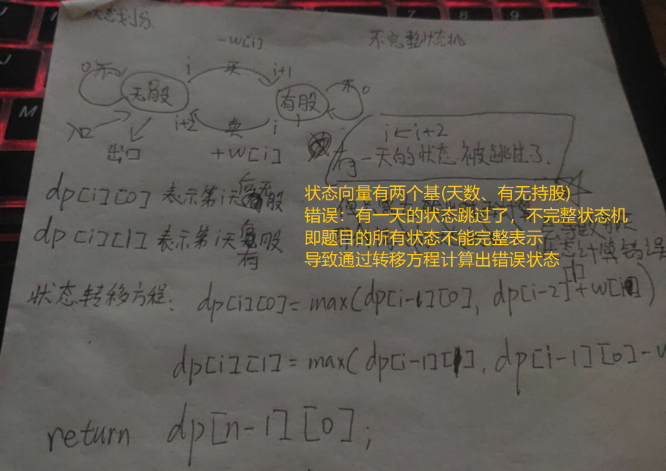 状态划分
不完整状态机
-w[i]
i 买 i+1
0 不
无股
有股
不 0
i+2 卖 i
入口
出口
+w[i]
i ← i+2
有一天的状态被跳过了
dp[i][0] 表示第i天 股
dp[i][1] 表示第i天 有股
状态向量有两个基(天数、有无持股)
错误：有一天的状态跳过了，不完整状态机
即题目的所有状态不能完整表示
导致通过转移方程计算出错误状态
状态转移方程： dp[i][0]=max(dp[i-1][0], dp[i-2][1]+w[i])
dp[i][1]=max(dp[i-1][1], dp[i-1][0]-w
return dp[n-1][0];